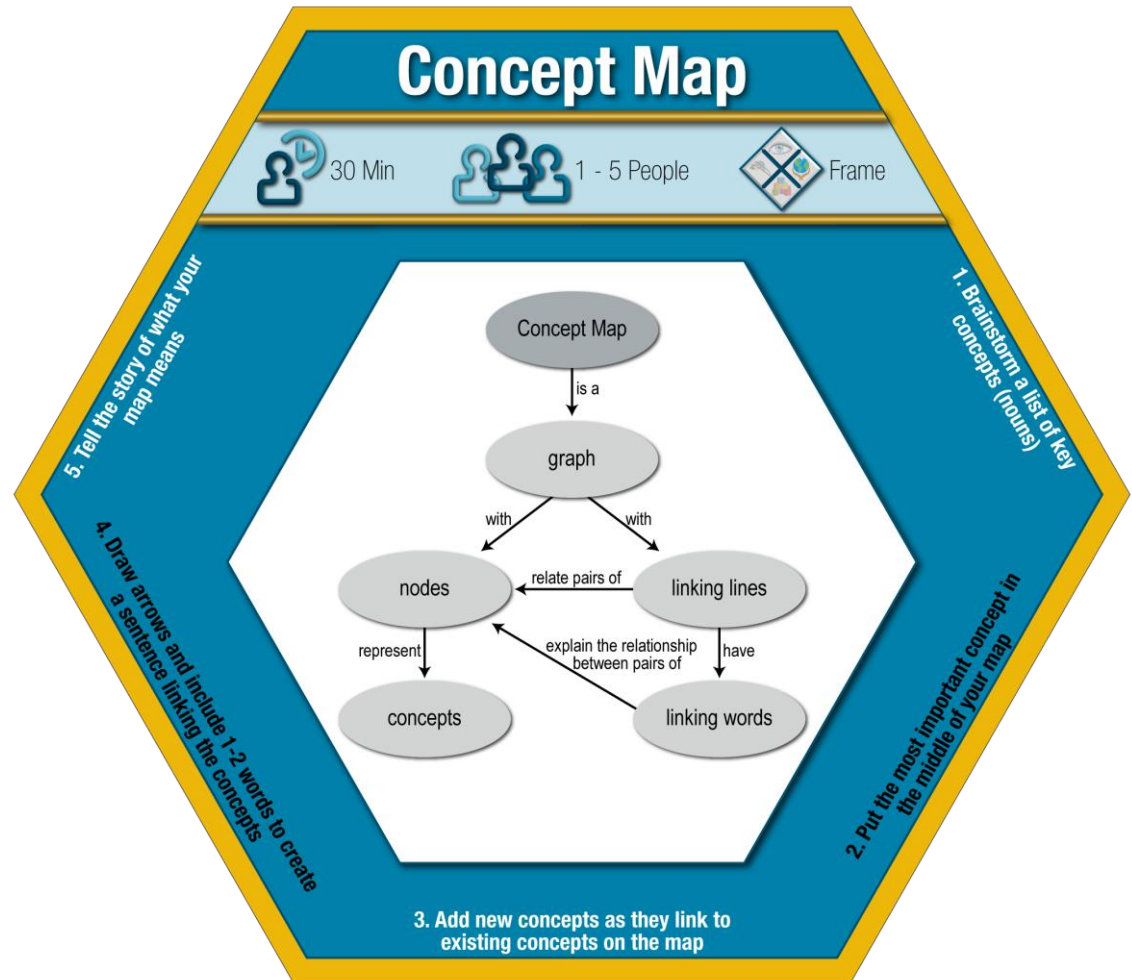 Concept Map
30 Min
1 - 5 People
Frame
1. Brainstorm a list of key
concepts (nouns)
2. Put the most important concept in
the middle of your map
3. Add new concepts as they link to
existing concepts on the map
4. Draw arrows and include 1-2 words to create
a sentence linking the concepts
5. Tell the story of what your
map means
Concept Map
is a
graph
with
with
nodes
relate pairs of
linking lines
represent
explain the relationship
between pairs of
have
concepts
linking words